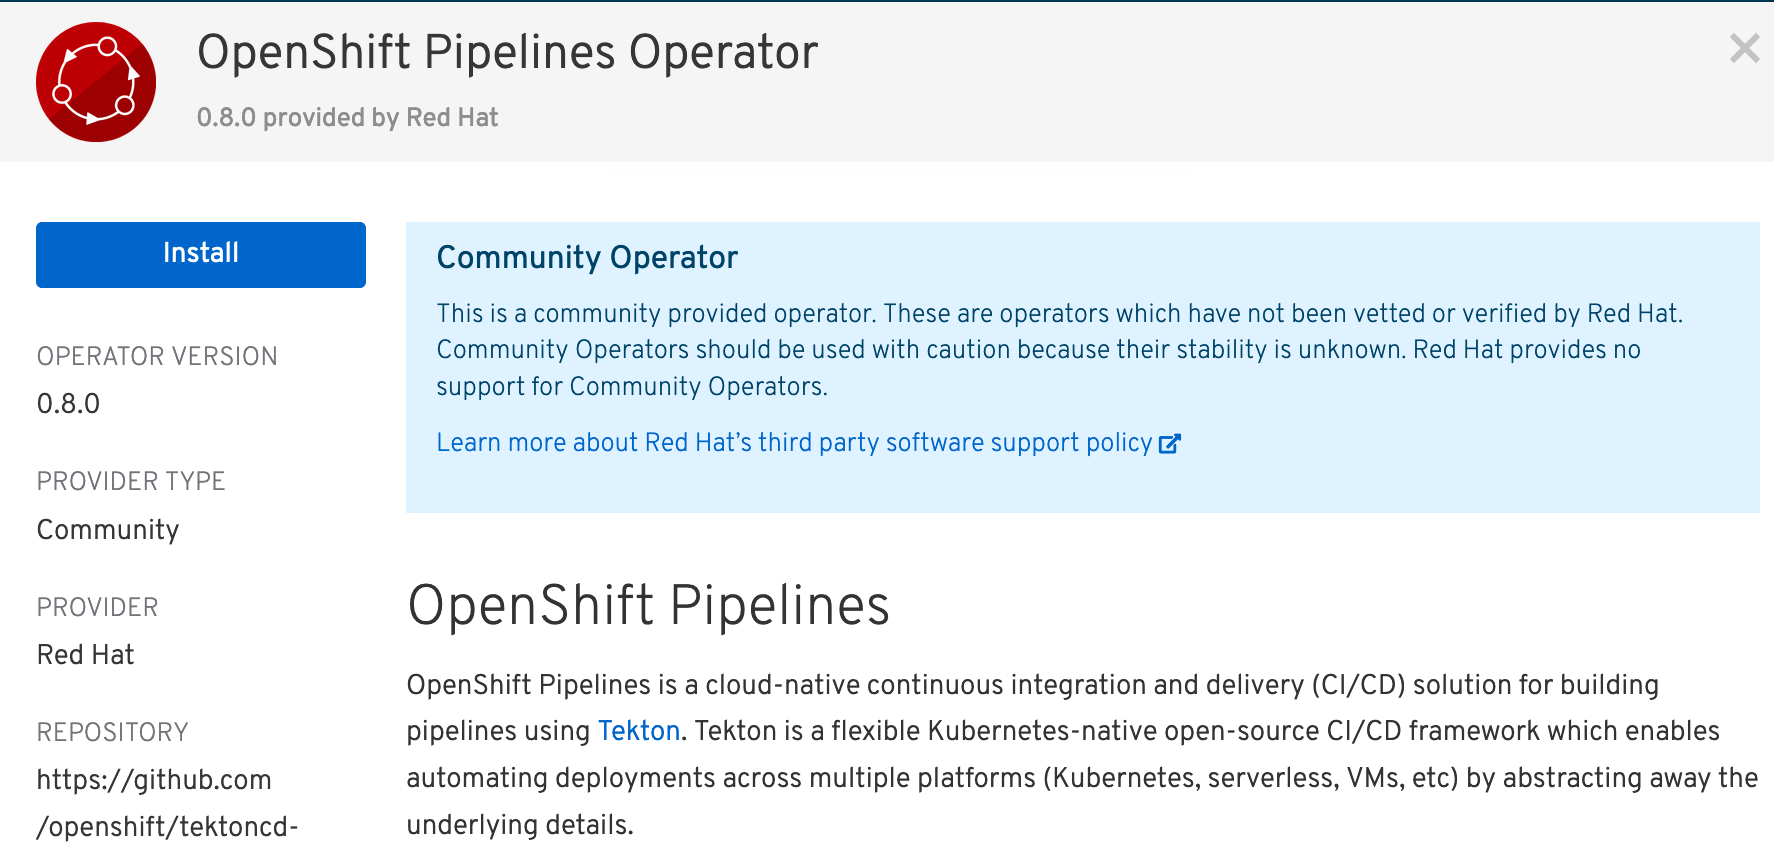 OpenShift Pipelines Operator
0.8.0 provided by Red Hat
Install
OPERATOR VERSION
0.8.0
PROVIDER TYPE
Community
PROVIDER
Red Hat
REPOSITORY
https://github.com
/openshift/tektoncd-
Community Operator
This is a community provided operator. These are operators which have not been vetted or verified by Red Hat.
Community Operators should be used with caution because their stability is unknown. Red Hat provides no
support for Community Operators.
Learn more about Red Hat’s third party software support policy
OpenShift Pipelines
OpenShift Pipelines is a cloud-native continuous integration and delivery (CI/CD) solution for building
pipelines using Tekton. Tekton is a flexible Kubernetes-native open-source CI/CD framework which enables
automating deployments across multiple platforms (Kubernetes, serverless, VMs, etc) by abstracting away the
underlying details.